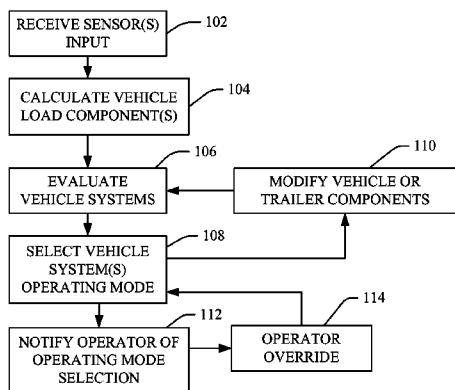 RECEIVE SENSOR(S)
INPUT
102
CALCULATE VEHICLE
LOAD COMPONENT(S)
104
106
EVALUATE
VEHICLE SYSTEMS
110
MODIFY VEHICLE OR
TRAILER COMPONENTS
108
SELECT VEHICLE
SYSTEM(S)
OPERATING MODE
112
NOTIFY OPERATOR OF
OPERATING MODE
SELECTION
114
OPERATOR
OVERRIDE